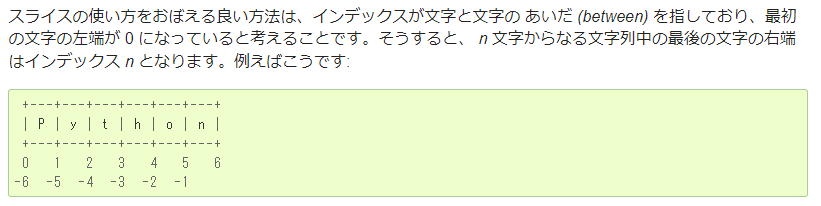 スライスの使い方をおぼえる良い方法は、インデックスが文字と文字の あいだ (between) を指しており、最初
の文字の左端が 0 になっていると考えることです。そうすると、 n 文字からなる文字列中の最後の文字の右端
はインデックス n となります。例えばこうです:
+---+---+---+---+---+---+
| P | y | t | h | o | n |
+---+---+---+---+---+---+
0   1   2   3   4   5   6
-6  -5  -4  -3  -2  -1